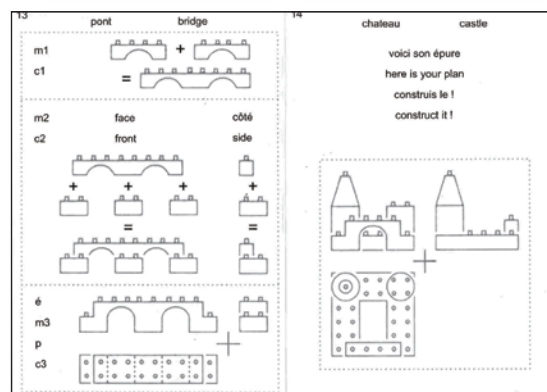 13
pont bridge
m1 +
c1 =
m2 face côté
c2 front side
+ + + +
= =
é
m3
p
c3
14
chateau castle
voici son épure
here is your plan
construis le !
construct it !